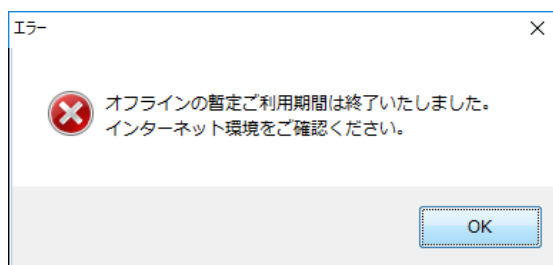 エラー
オフラインの暫定ご利用期間は終了いたしました。
インターネット環境をご確認ください。
OK